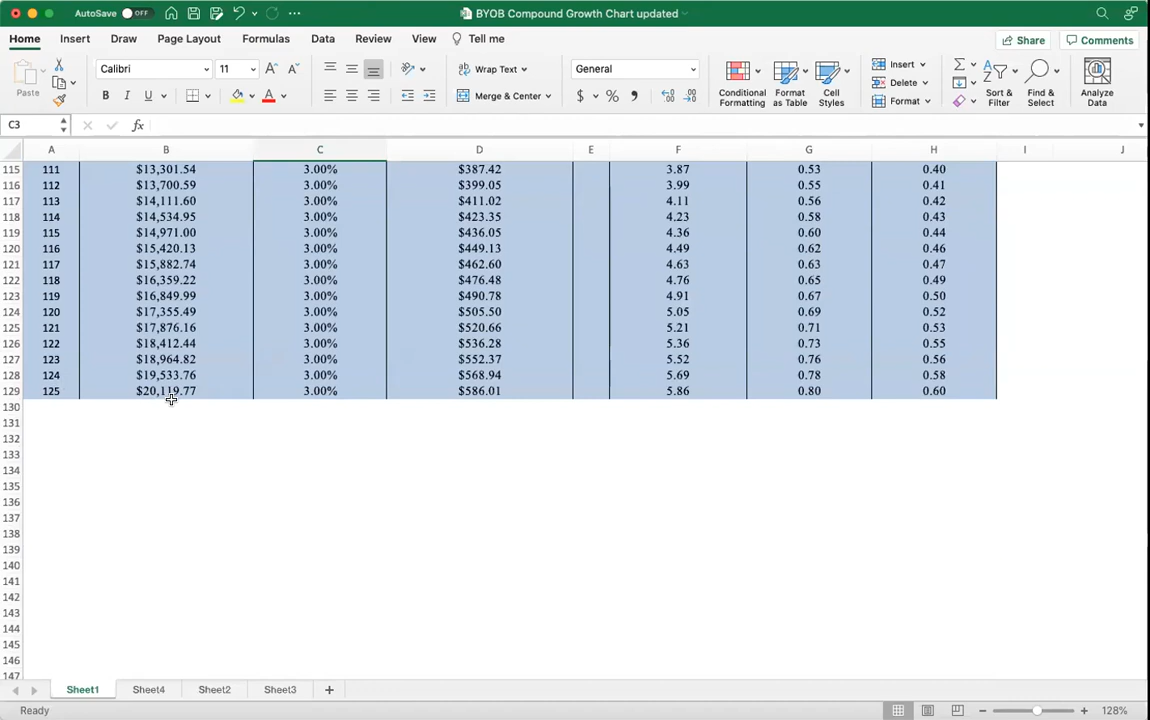 AutoSave OFF BYOB Compound Growth Chart updated
Home Insert Draw Page Layout Formulas Data Review View Tell me Share Comments
Paste Calibri 11 Wrap Text General Conditional Formatting Format as Table Cell Styles Insert Sort & Filter Find & Select Analyze Data
Delete
B I U A Merge & Center $ % Format
C3 fx
A B C D E F G H I J
115 111 $13,301.54 3.00% $387.42 3.87 0.53 0.40
116 112 $13,700.59 3.00% $399.05 3.99 0.55 0.41
117 113 $14,111.60 3.00% $411.02 4.11 0.56 0.42
118 114 $14,534.95 3.00% $423.35 4.23 0.58 0.43
119 115 $14,971.00 3.00% $436.05 4.36 0.60 0.44
120 116 $15,420.13 3.00% $449.13 4.49 0.62 0.46
121 117 $15,882.74 3.00% $462.60 4.63 0.63 0.47
122 118 $16,359.22 3.00% $476.48 4.76 0.65 0.49
123 119 $16,849.99 3.00% $490.78 4.91 0.67 0.50
124 120 $17,355.49 3.00% $505.50 5.05 0.69 0.52
125 121 $17,876.16 3.00% $520.66 5.21 0.71 0.53
126 122 $18,412.44 3.00% $536.28 5.36 0.73 0.55
127 123 $18,964.82 3.00% $552.37 5.52 0.76 0.56
128 124 $19,533.76 3.00% $568.94 5.69 0.78 0.58
129 125 $20,119.77 3.00% $586.01 5.86 0.80 0.60
130
131
132
133
134
135
136
137
138
139
140
141
142
143
144
145
146
147
Sheet1 Sheet4 Sheet2 Sheet3
Ready 128%